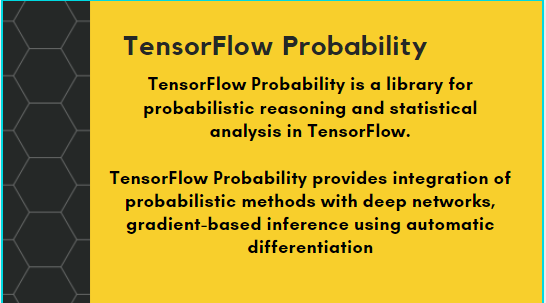 TensorFlow Probability
TensorFlow Probability is a library for
probabilistic reasoning and statistical
analysis in TensorFlow.
TensorFlow Probability provides integration of
probabilistic methods with deep networks,
gradient-based inference using automatic
differentiation